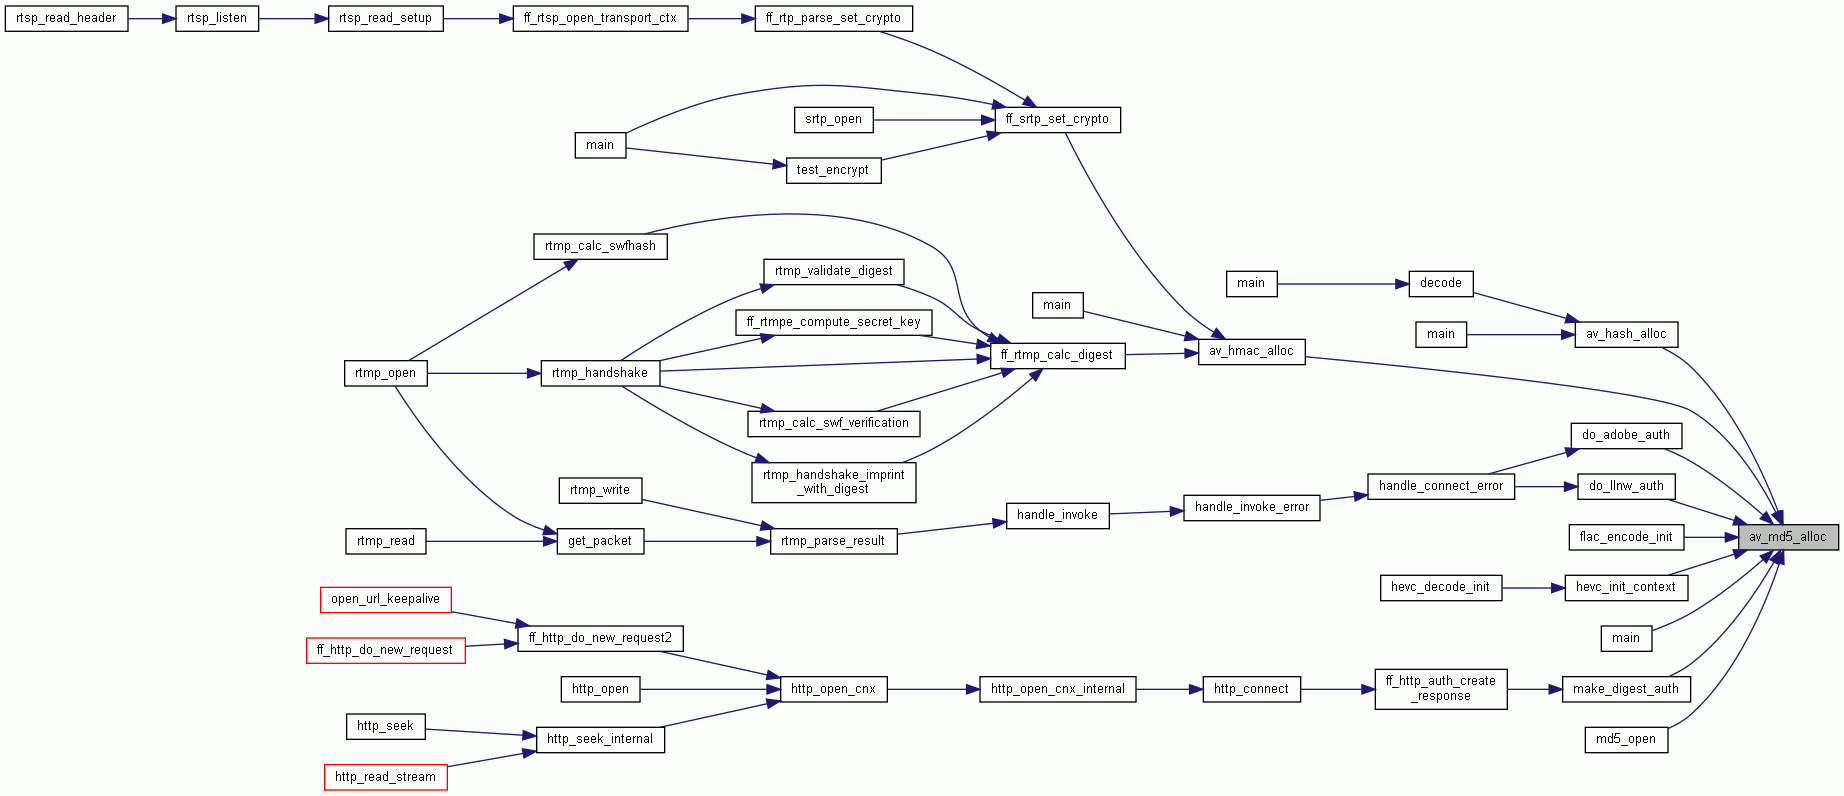 rtsp_read_header
rtsp_listen
rtsp_read_setup
ff_rtsp_open_transport_ctx
ff_rtp_parse_set_crypto
srtp_open
ff_srtp_set_crypto
main
test_encrypt
rtmp_calc_swfhash
rtmp_validate_digest
main
decode
main
ff_rtmpe_compute_secret_key
main
av_hash_alloc
ff_rtmp_calc_digest
av_hmac_alloc
rtmp_open
rtmp_handshake
rtmp_calc_swf_verification
do_adobe_auth
rtmp_handshake_imprint
_with_digest
rtmp_write
handle_connect_error
do_llnw_auth
handle_invoke
handle_invoke_error
rtmp_read
get_packet
rtmp_parse_result
flac_encode_init
av_md5_alloc
hevc_decode_init
hevc_init_context
open_url_keepalive
ff_http_do_new_request2
main
ff_http_do_new_request
http_open
http_open_cnx
http_open_cnx_internal
http_connect
ff_http_auth_create
_response
make_digest_auth
http_seek
http_seek_internal
md5_open
http_read_stream